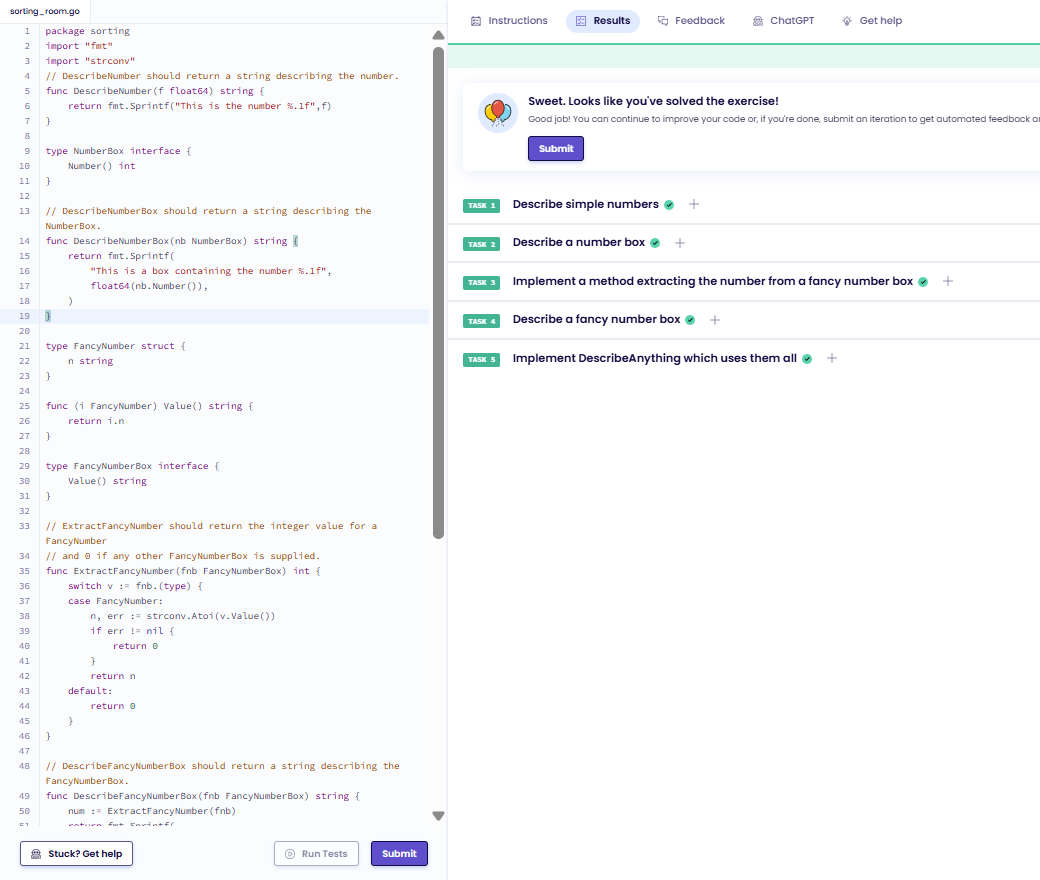 sorting_room.go
1 package sorting
2 import "fmt"
3 import "strconv"
4 // DescribeNumber should return a string describing the number.
5 func DescribeNumber(f float64) string {
6 return fmt.Sprintf("This is the number %.1f",f)
7 }
8
9 type NumberBox interface {
10 Number() int
11 }
12
13 // DescribeNumberBox should return a string describing the
NumberBox.
14 func DescribeNumberBox(nb NumberBox) string {
15 return fmt.Sprintf(
16 "This is a box containing the number %.1f",
17 float64(nb.Number()),
18 )
19 }
20
21 type FancyNumber struct {
22 n string
23 }
24
25 func (i FancyNumber) Value() string {
26 return i.n
27 }
28
29 type FancyNumberBox interface {
30 Value() string
31 }
32
33 // ExtractFancyNumber should return the integer value for a
FancyNumber
34 // and 0 if any other FancyNumberBox is supplied.
35 func ExtractFancyNumber(fnb FancyNumberBox) int {
36 switch v := fnb.(type) {
37 case FancyNumber:
38 n, err := strconv.Atoi(v.Value())
39 if err != nil {
40 return 0
41 }
42 return n
43 default:
44 return 0
45 }
46 }
47
48 // DescribeFancyNumberBox should return a string describing the
FancyNumberBox.
49 func DescribeFancyNumberBox(fnb FancyNumberBox) string {
50 num := ExtractFancyNumber(fnb)
51 return fmt.Sprintf(
Stuck? Get help
Run Tests
Submit
Instructions
Results
Feedback
ChatGPT
Get help
Sweet. Looks like you've solved the exercise!
Good job! You can continue to improve your code or, if you're done, submit an iteration to get automated feedback
Submit
TASK 1 Describe simple numbers
TASK 2 Describe a number box
TASK 3 Implement a method extracting the number from a fancy number box
TASK 4 Describe a fancy number box
TASK 5 Implement DescribeAnything which uses them all